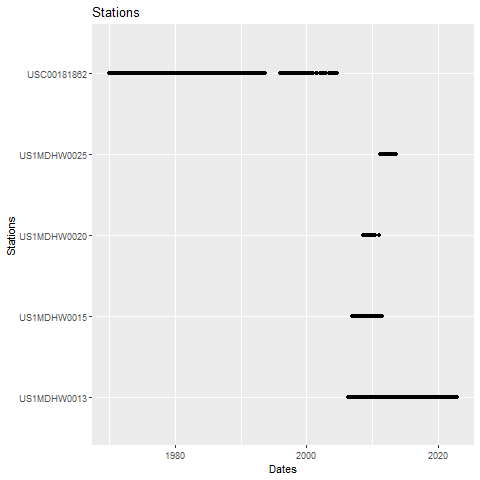 Stations
Stations
USC00181862
US1MDHW0025
US1MDHW0020
US1MDHW0015
US1MDHW0013
1980
2000
2020
Dates